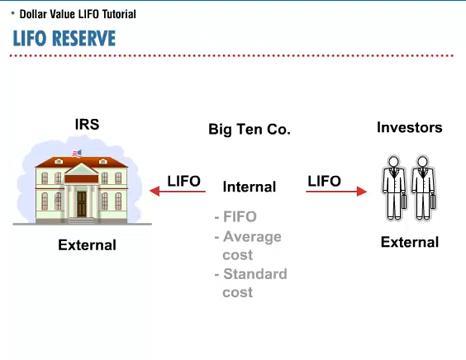 • Dollar Value LIFO Tutorial
LIFO RESERVE
IRS
Big Ten Co.
Investors
LIFO
Internal
LIFO
- FIFO
- Average
cost
- Standard
cost
External
External